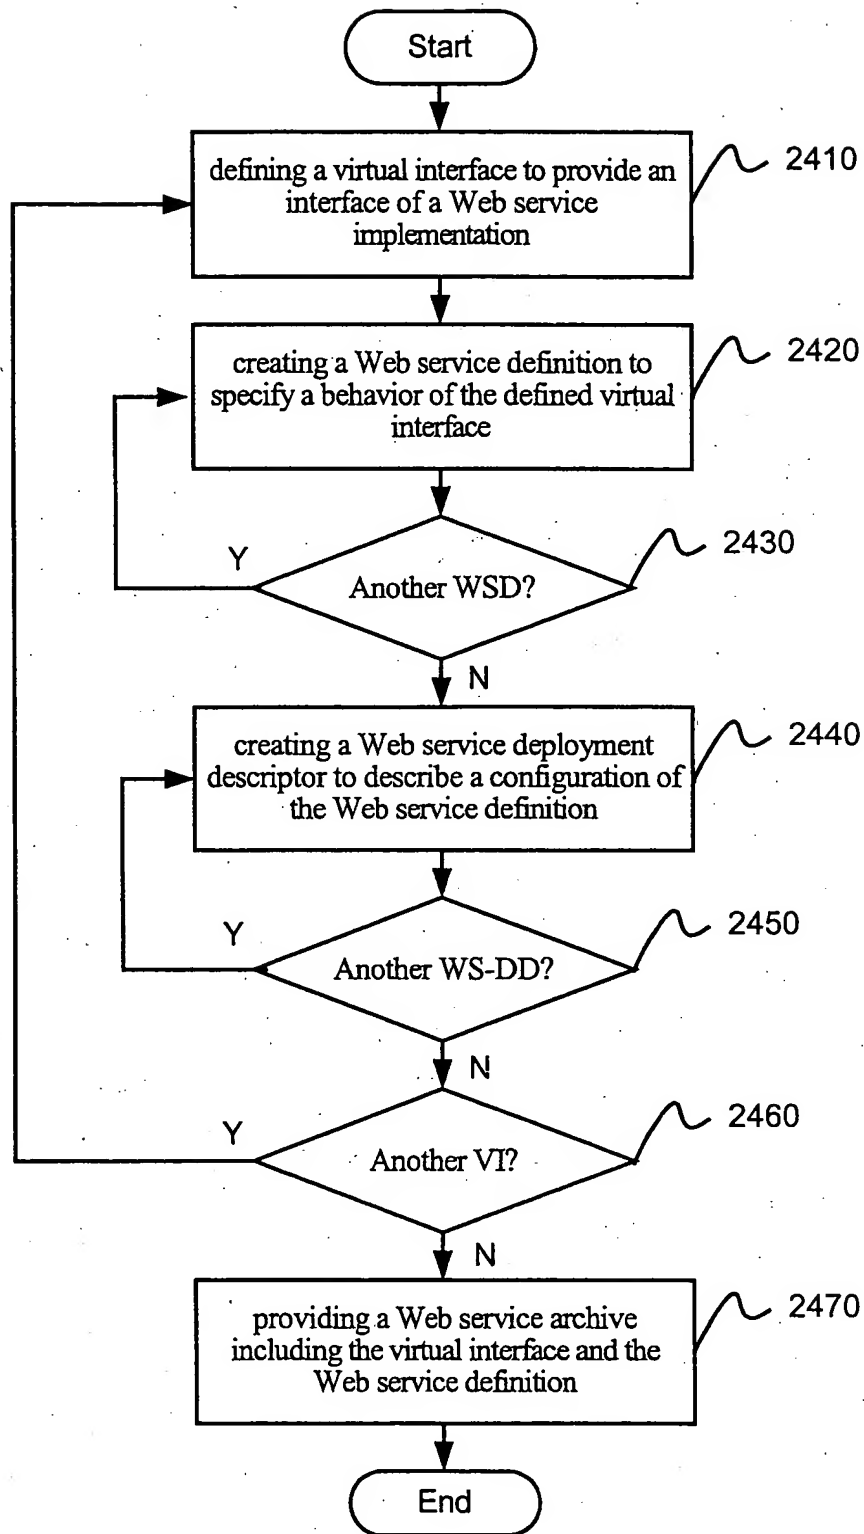 Start
defining a virtual interface to provide an
interface of a Web service
implementation
2410
creating a Web service definition to
specify a behavior of the defined virtual
interface
2420
Another WSD?
2430
Y
N
creating a Web service deployment
descriptor to describe a configuration of
the Web service definition
2440
Another WS-DD?
2450
Y
N
Another VI?
2460
Y
N
providing a Web service archive
including the virtual interface and the
Web service definition
2470
End